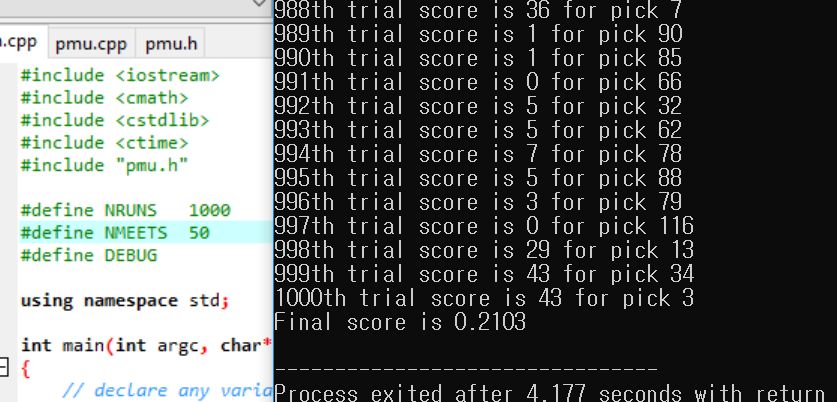 .cpp pmu.cpp pmu.h
#include <iostream>
#include <cmath>
#include <cstdlib>
#include <ctime>
#include "pmu.h"
#define NRUNS 1000
#define NMEETS 50
#define DEBUG
using namespace std;
int main(int argc, char*
{
// declare any varia
988th trial score is 36 for pick 7
989th trial score is 1 for pick 90
990th trial score is 1 for pick 85
991th trial score is 0 for pick 66
992th trial score is 5 for pick 32
993th trial score is 5 for pick 62
994th trial score is 7 for pick 78
995th trial score is 5 for pick 88
996th trial score is 3 for pick 79
997th trial score is 0 for pick 116
998th trial score is 29 for pick 13
999th trial score is 43 for pick 34
1000th trial score is 43 for pick 3
Final score is 0.2103
--------------------------------
Process exited after 4.177 seconds with return